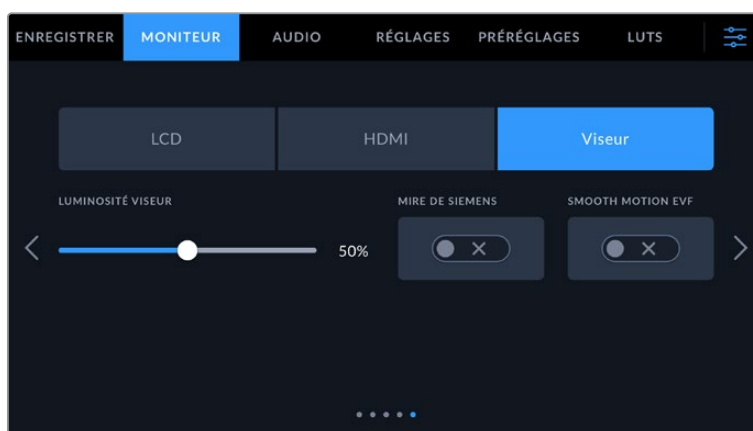 ENREGISTRER MONITEUR AUDIO RÉGLAGES PRÉRÉGLAGES LUTS
LCD HDMI Viseur
LUMINOSITÉ VISEUR MIRE DE SIEMENS SMOOTH MOTION EVF
50%